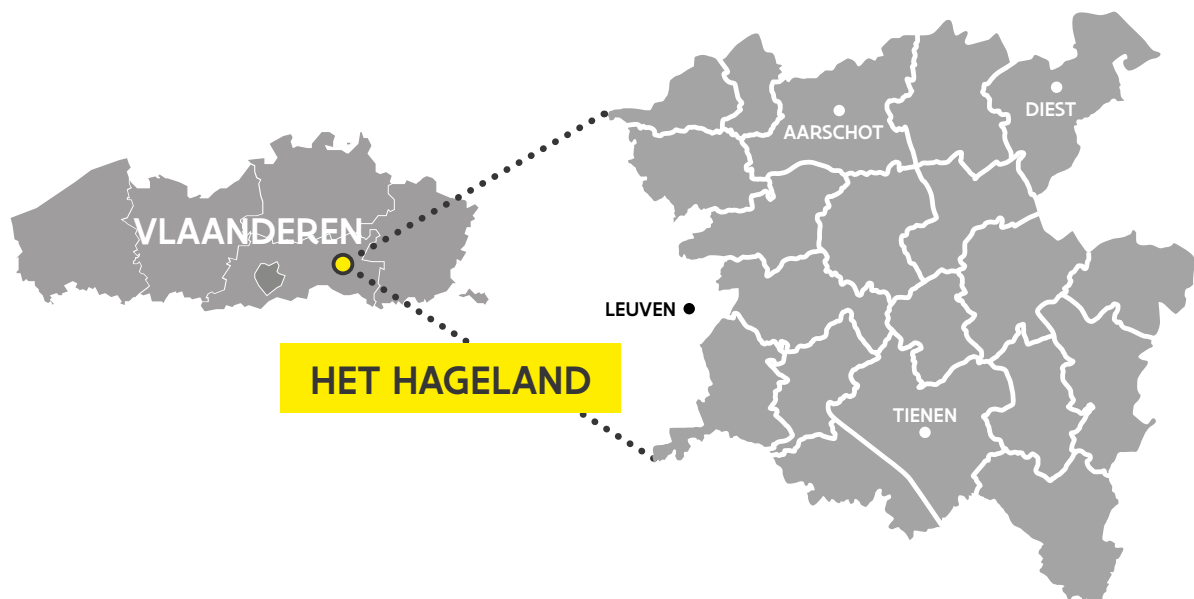 VLAANDEREN
HET HAGELAND
AARSCHOT
DIEST
LEUVEN
TIENEN